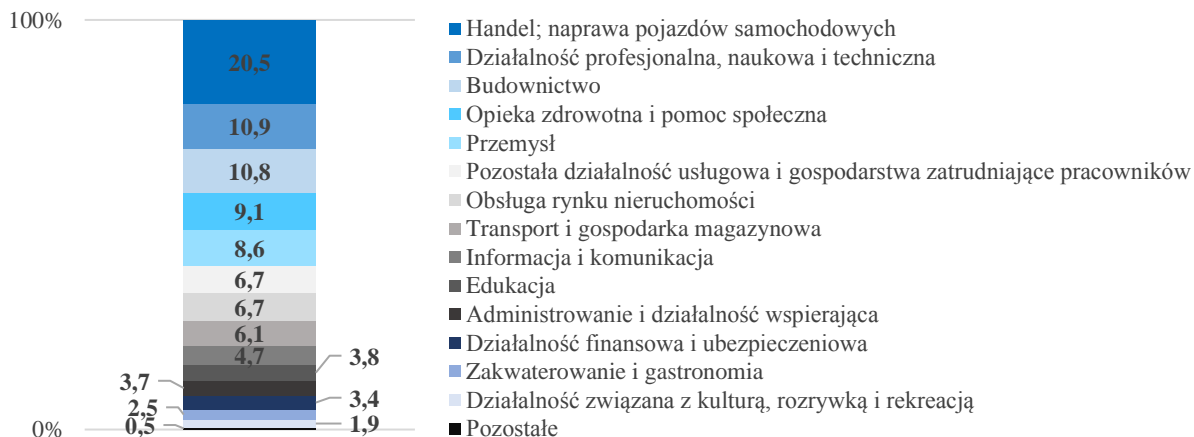 100%
20,5
10,9
10,8
9,1
8,6
6,7
6,7
6,1
4,7
3,8
3,7
3,4
2,5
1,9
0,5
0%
Handel; naprawa pojazdów samochodowych
Działalność profesjonalna, naukowa i techniczna
Budownictwo
Opieka zdrowotna i pomoc społeczna
Przemysł
Pozostała działalność usługowa i gospodarstwa zatrudniające pracowników
Obsługa rynku nieruchomości
Transport i gospodarka magazynowa
Informacja i komunikacja
Edukacja
Administrowanie i działalność wspierająca
Działalność finansowa i ubezpieczeniowa
Zakwaterowanie i gastronomia
Działalność związana z kulturą, rozrywką i rekreacją
Pozostałe